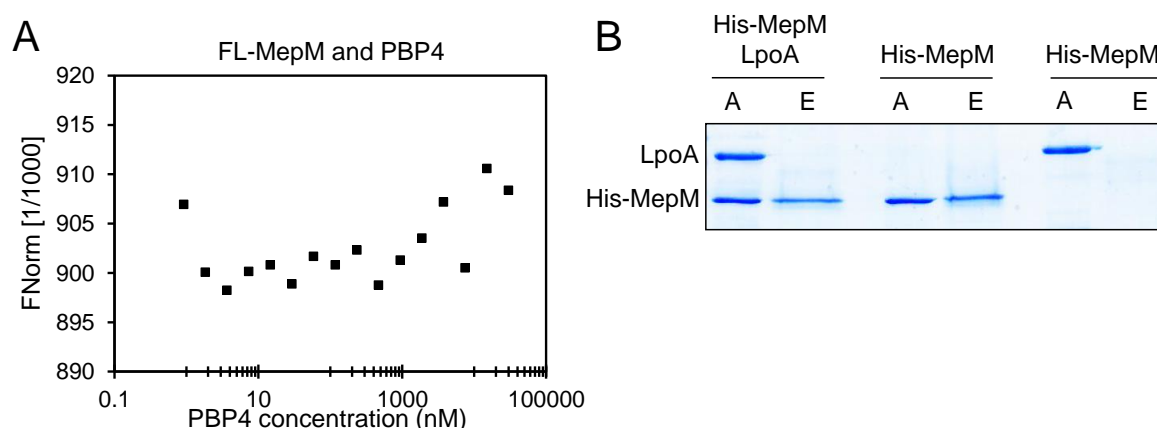 A
FL-MepM and PBP4
920
915
910
905
900
895
890
FNorm [1/1000]
0.1
10
1000
100000
PBP4 concentration (nM)
B
His-MepM
LpoA
His-MepM
His-MepM
A
E
A
E
A
E
LpoA
His-MepM